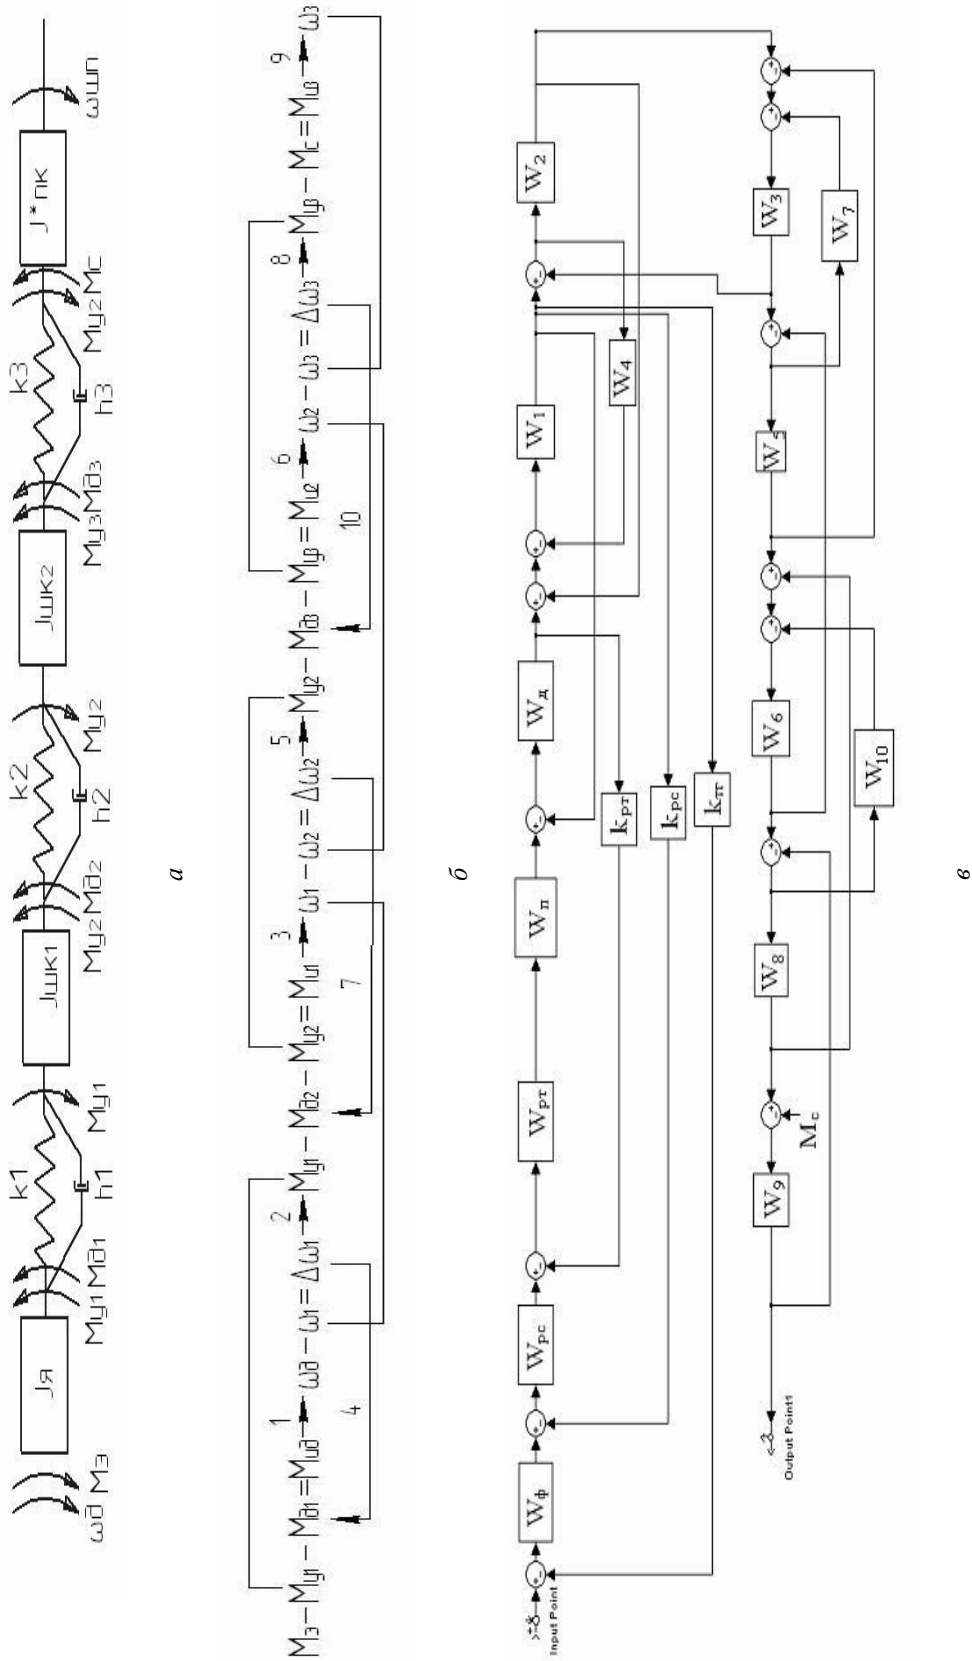 ωд Mэ Jя Mу1 Mд1 k1 h1 Mу1 Jшк1 Mу2 Mд2 k2 h2 Mу2 Jшк2 Mу3 Mд3 k3 h3 Mу2 Mс J*пк ωшп
а
Mэ − Mу1 − Mд1 = Mид 1 ωд − ω1 = Δω1 2 Mу1 − Mд2 − Mу2 = Mи1 3 ω1 − ω2 = Δω2 5 Mу2 − Mд3 − Mу3 = Mи2 6 ω2 − ω3 = Δω3 8 Mу3 − Mс = Mи3 9 ω3
4 7 10
б
Input Point Wф Wрс Wрт Wп Wд W1 W2
W4
kрт
kрс
kтг
Output Point1 W9 Mс W8 W6 W5 W3
W10 W7
в